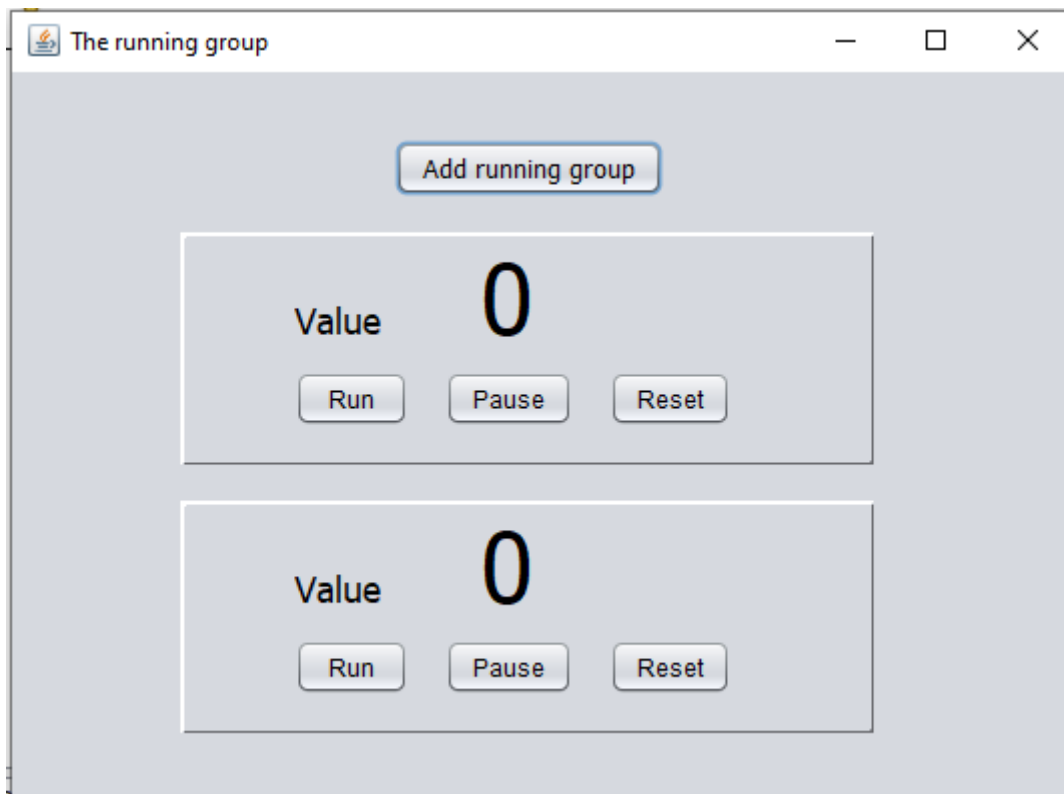 The running group
Add running group
Value 0
Run Pause Reset
Value 0
Run Pause Reset